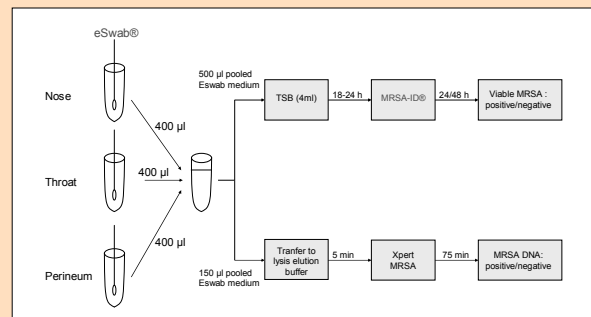 eSwab®
Nose
Throat
Perineum
400 µl
400 µl
400 µl
500 µl pooled
Eswab medium
TSB (4ml)
18-24 h
MRSA-ID®
24/48 h
Viable MRSA :
positive/negative
150 µl pooled
Eswab medium
Tranfer to
lysis elution
buffer
5 min
Xpert
MRSA
75 min
MRSA DNA:
positive/negative